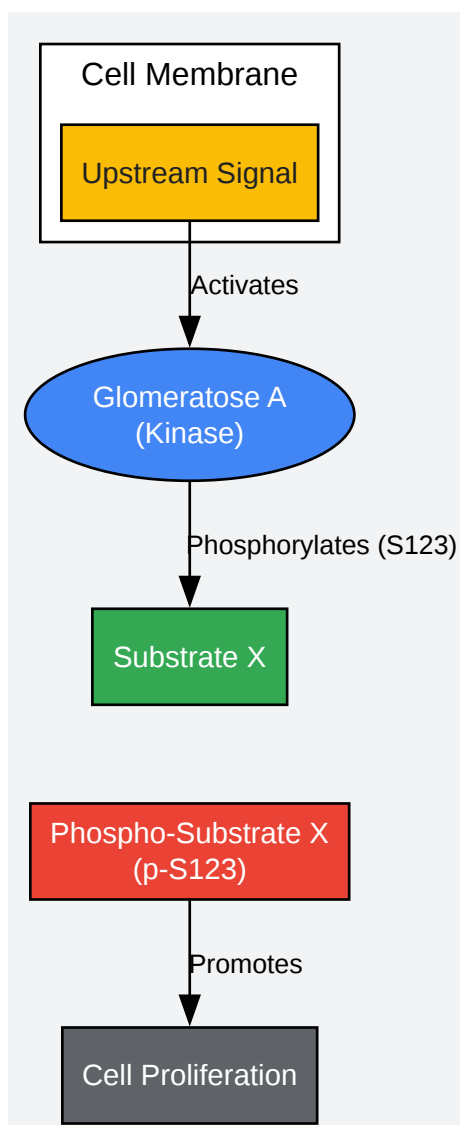 Cell Membrane
Upstream Signal
Activates
Glomeratose A
(Kinase)
Phosphorylates (S123)
Substrate X
Phospho-Substrate X
(p-S123)
Promotes
Cell Proliferation